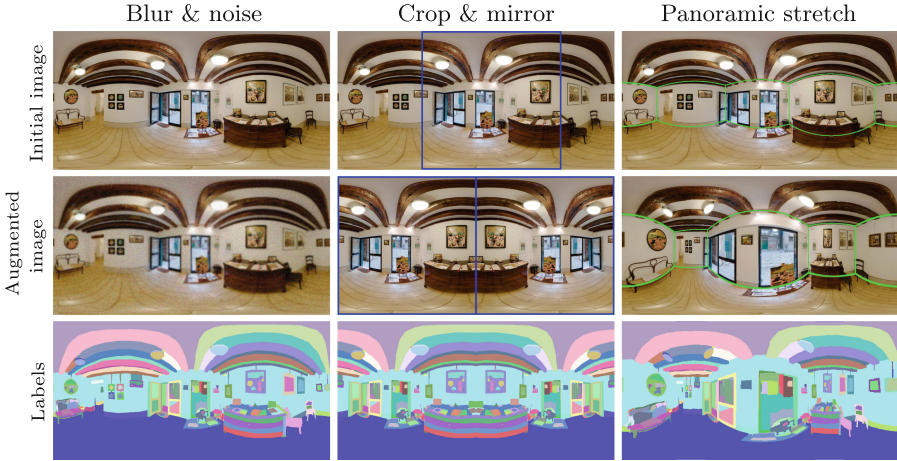 Blur & noise
Crop & mirror
Panoramic stretch
Initial image
Augmented
image
Labels